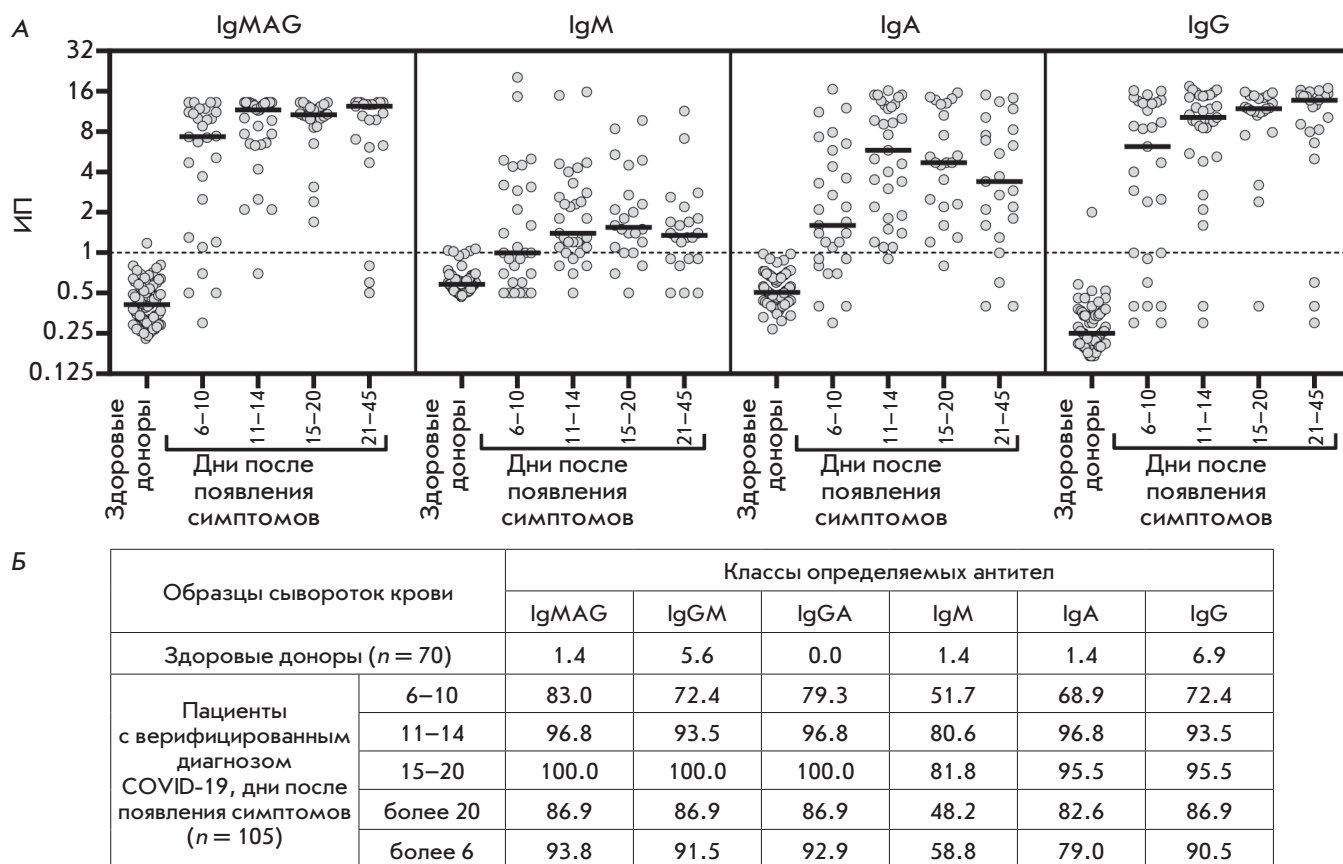 А
IgMAG IgM IgA IgG
ИП
32
16
8
4
2
1
0.5
0.25
0.125
Здоровые доноры 6–10 11–14 15–20 21–45 Здоровые доноры 6–10 11–14 15–20 21–45 Здоровые доноры 6–10 11–14 15–20 21–45 Здоровые доноры 6–10 11–14 15–20 21–45
Дни после Дни после Дни после Дни после
появления появления появления появления
симптомов симптомов симптомов симптомов
Б
Образцы сывороток крови Классы определяемых антител
IgMAG IgGM IgGA IgM IgA IgG
Здоровые доноры (n = 70) 1.4 5.6 0.0 1.4 1.4 6.9
Пациенты
с верифицированным
диагнозом
COVID-19, дни после
появления симптомов
(n = 105)
6–10 83.0 72.4 79.3 51.7 68.9 72.4
11–14 96.8 93.5 96.8 80.6 96.8 93.5
15–20 100.0 100.0 100.0 81.8 95.5 95.5
более 20 86.9 86.9 86.9 48.2 82.6 86.9
более 6 93.8 91.5 92.9 58.8 79.0 90.5